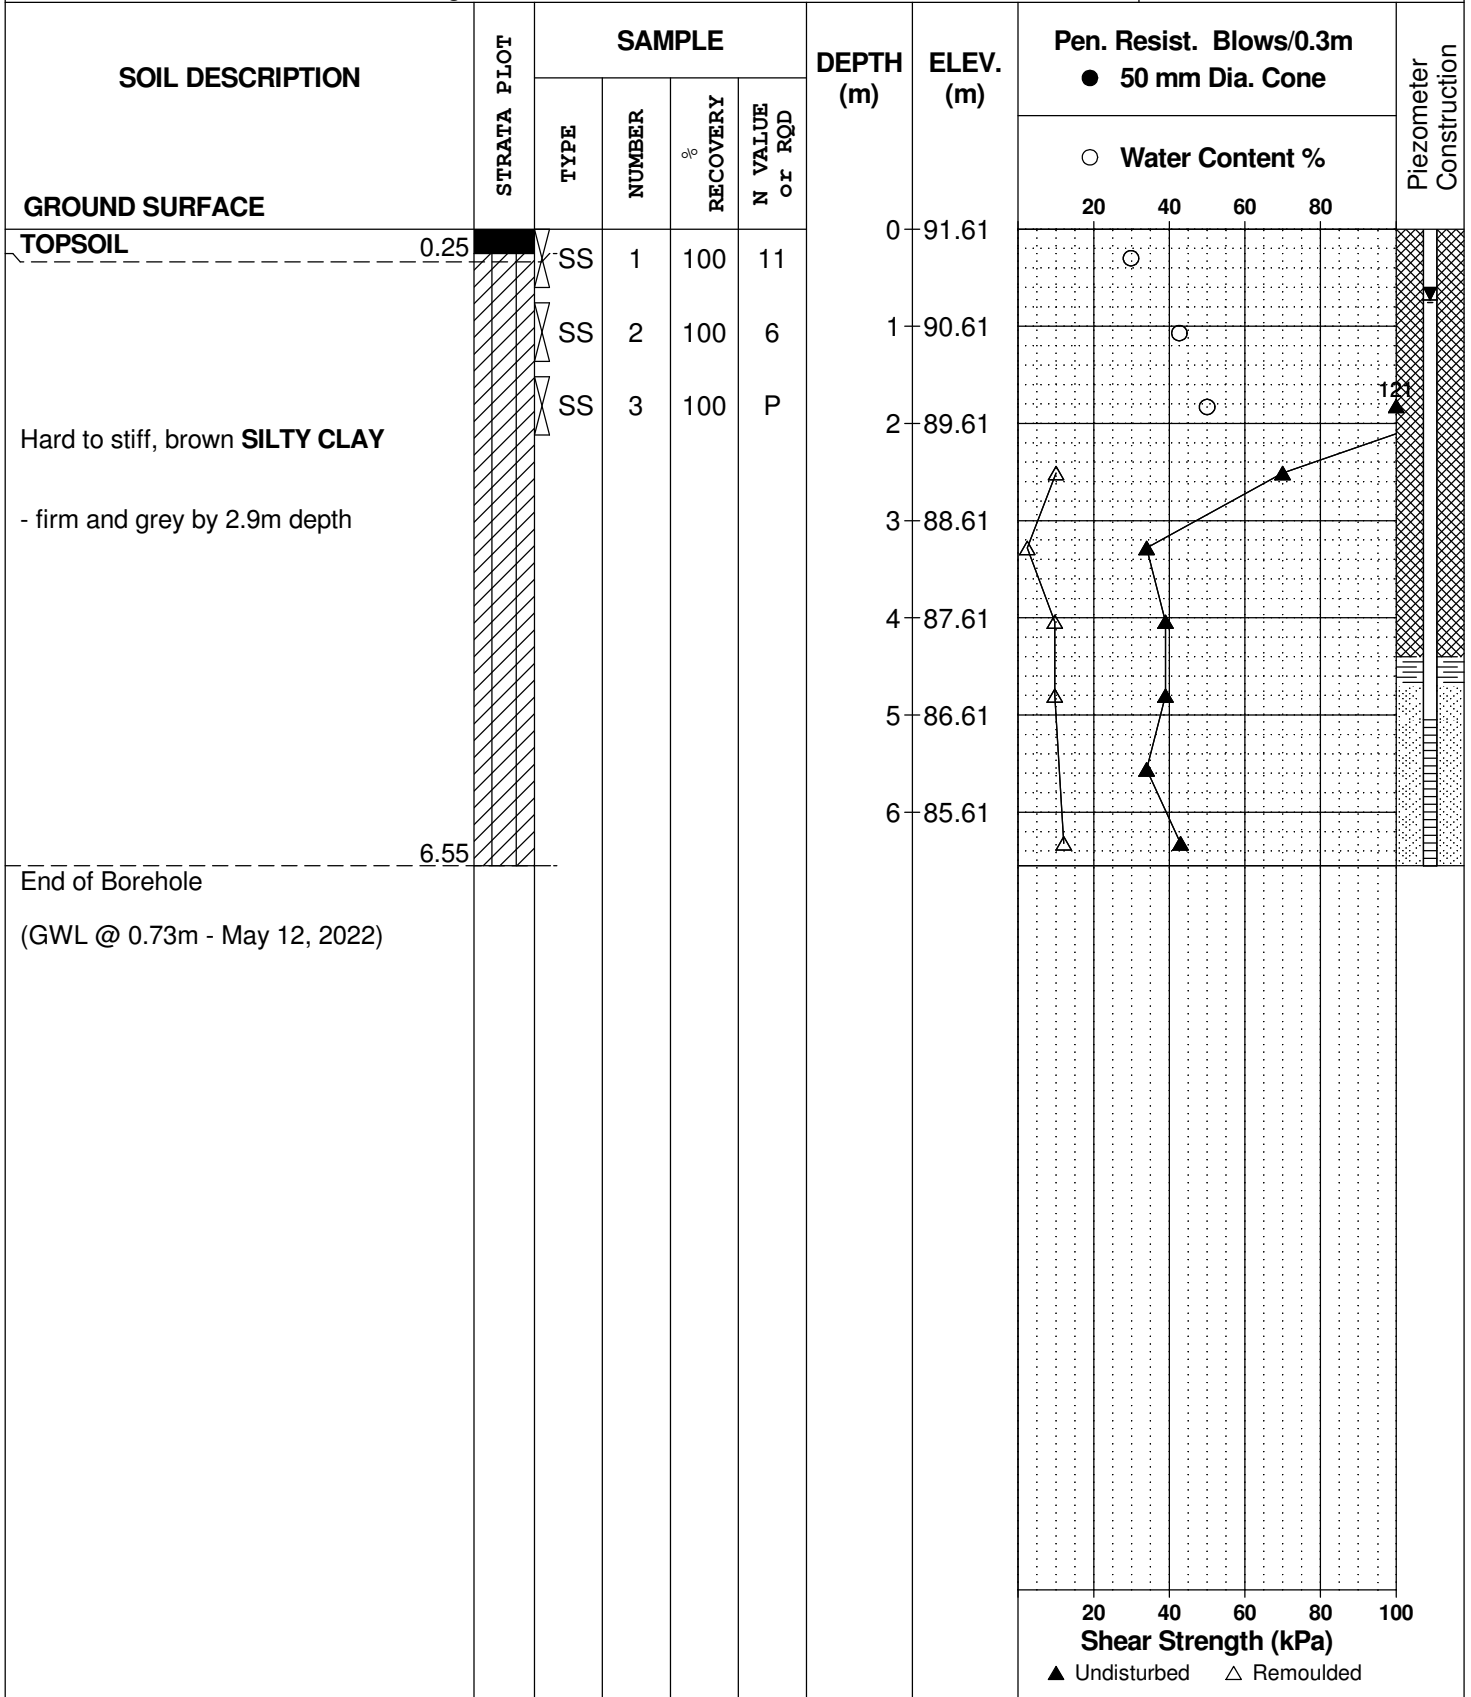 SOIL DESCRIPTION
GROUND SURFACE
STRATA PLOT
SAMPLE
TYPE
NUMBER
%
RECOVERY
N VALUE
or RQD
DEPTH
(m)
ELEV.
(m)
Pen. Resist. Blows/0.3m
50 mm Dia. Cone
Water Content %
20 40 60 80
Piezometer
Construction
TOPSOIL 0.25
SS 1 100 11
SS 2 100 6
SS 3 100 P
Hard to stiff, brown SILTY CLAY
- firm and grey by 2.9m depth
6.55
End of Borehole
(GWL @ 0.73m - May 12, 2022)
0 91.61
1 90.61
2 89.61
3 88.61
4 87.61
5 86.61
6 85.61
121
20 40 60 80 100
Shear Strength (kPa)
Undisturbed Remoulded